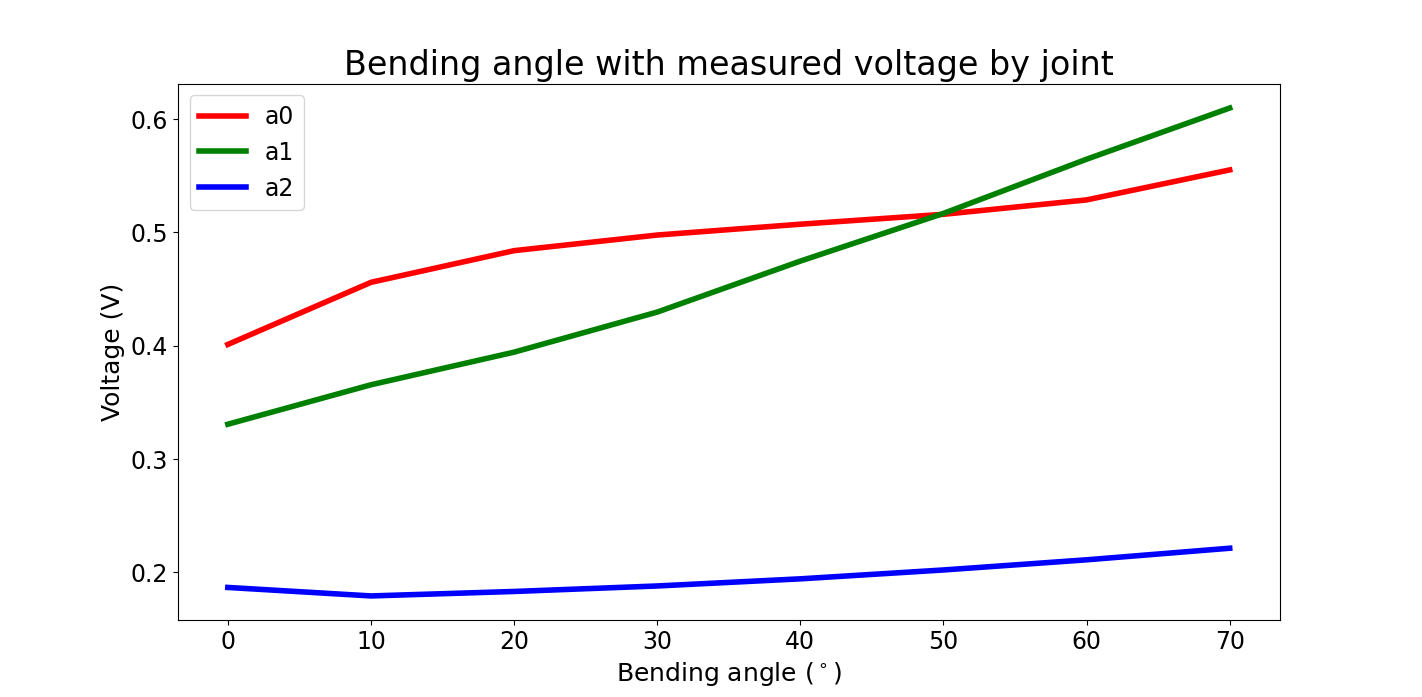 Bending angle with measured voltage by joint
a0
a1
a2
0.6
0.5
0.4
0.3
0.2
Voltage (V)
0 10 20 30 40 50 60 70
Bending angle (°)